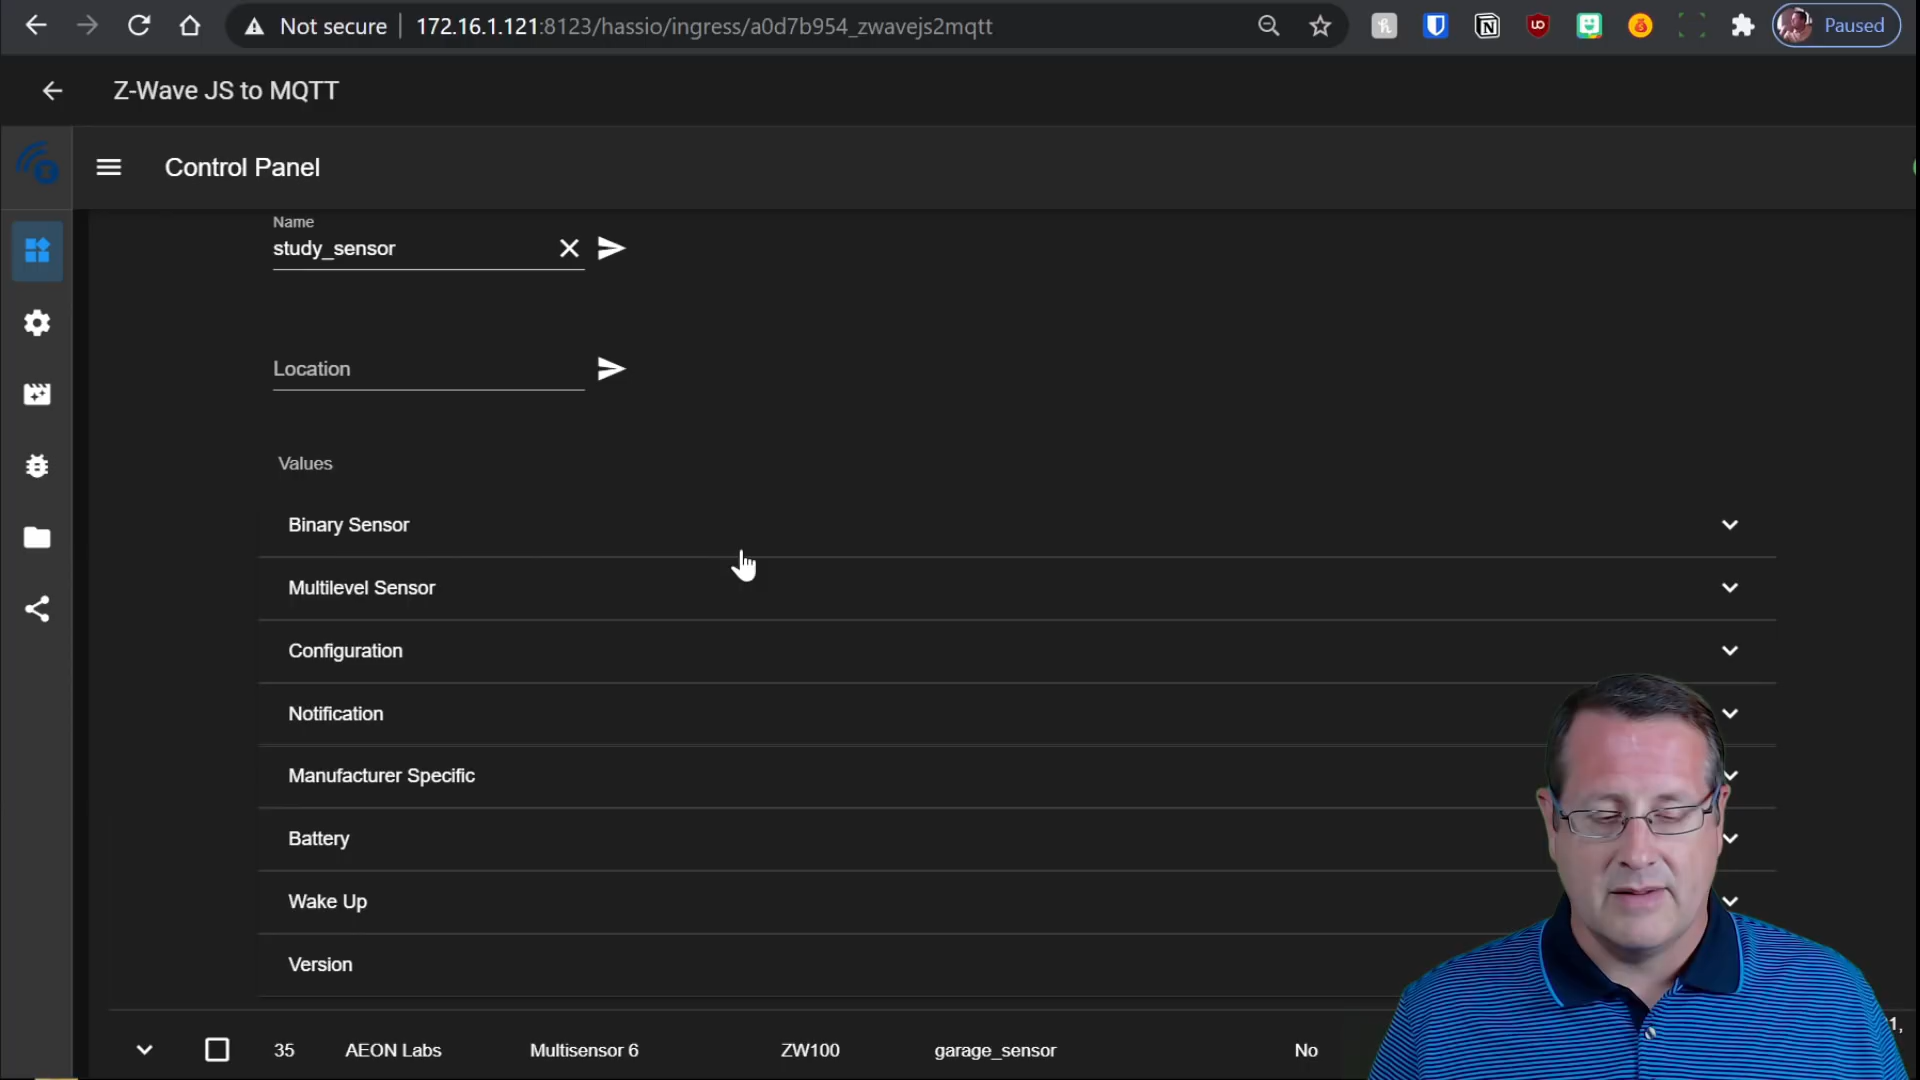 Not secure 172.16.1.121:8123/hassio/ingress/a0d7b954_zwavejs2mqtt Paused
Z-Wave JS to MQTT
Control Panel
Name
study_sensor
Location
Values
Binary Sensor
Multilevel Sensor
Configuration
Notification
Manufacturer Specific
Battery
Wake Up
Version
35 AEON Labs Multisensor 6 ZW100 garage_sensor No